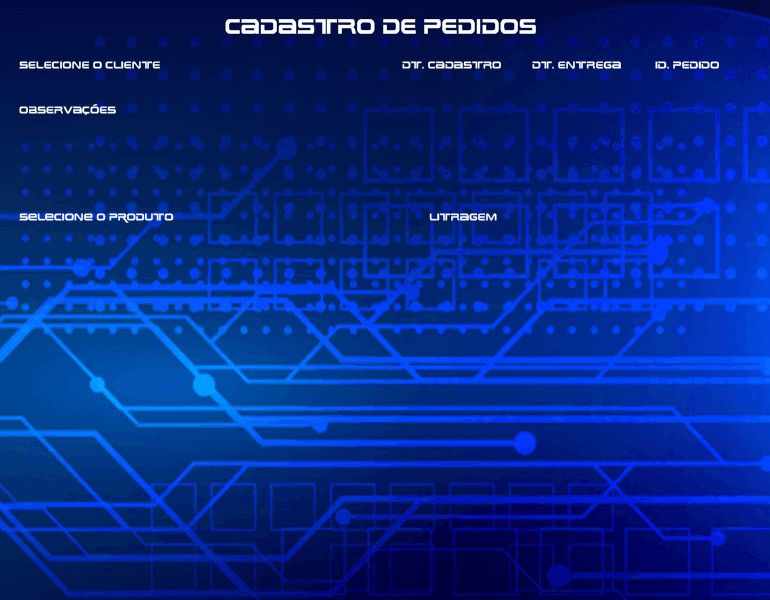 CADASTRO DE PEDIDOS
SELECIONE O CLIENTE DT. CADASTRO DT. ENTREGA ID. PEDIDO
OBSERVAÇÕES
SELECIONE O PRODUTO LITRAGEM